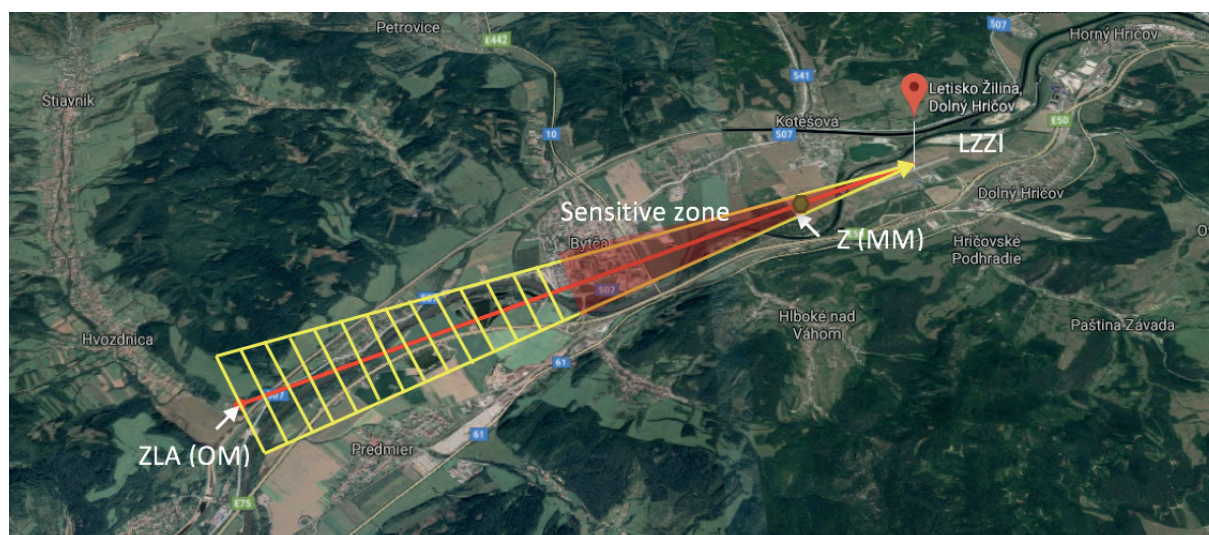 507
Petrovice
Horný Hričov
E442
Štiavnik
541
Letisko Žilina,
Dolný Hričov
Kotešová
E50
507
10
LZZI
Dolný Hričov
Sensitive zone
Z (MM)
Bytča
Hričovské
Podhradie
507
Hlboké nad
Váhom
Paština Závada
Hvozdnica
61
ZLA (OM)
Predmier
61
E75